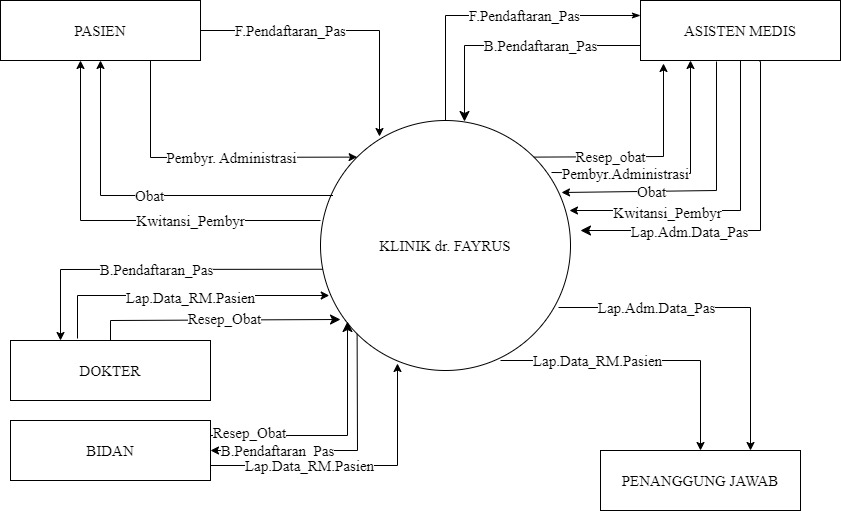 PASIEN
F.Pendaftaran_Pas
F.Pendaftaran_Pas
ASISTEN MEDIS
B.Pendaftaran_Pas
Pembyr. Administrasi
Resep_obat
Pembyr.Administrasi
Obat
Obat
Kwitansi_Pembyr
Kwitansi_Pembyr
Lap.Adm.Data_Pas
KLINIK dr. FAYRUS
B.Pendaftaran_Pas
Lap.Data_RM.Pasien
Resep_Obat
Lap.Adm.Data_Pas
DOKTER
Lap.Data_RM.Pasien
BIDAN
Resep_Obat
B.Pendaftaran_Pas
Lap.Data_RM.Pasien
PENANGGUNG JAWAB